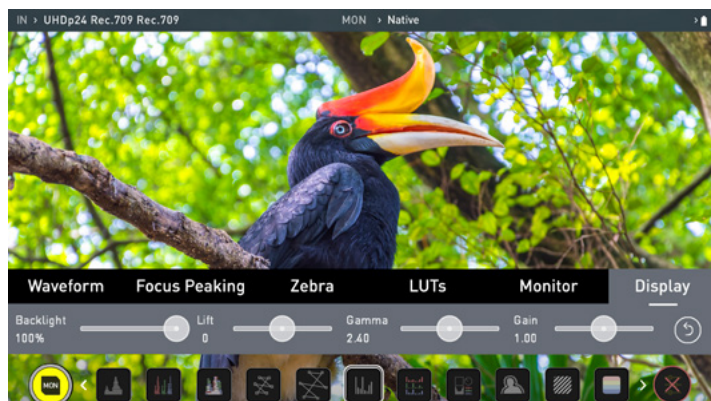 IN > UHDp24 Rec.709 Rec.709 MON > Native
Waveform Focus Peaking Zebra LUTs Monitor Display
Backlight Lift Gamma Gain
100% 0 2.40 1.00
MON